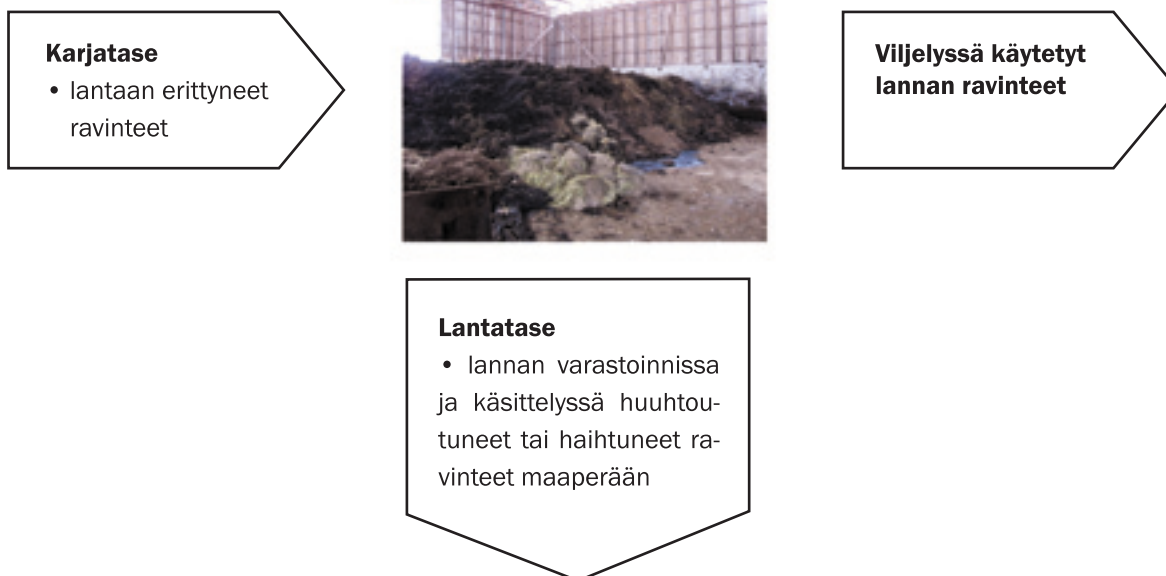 Karjatase
• lantaan erittyneet
ravinteet
Viljelyssä käytetyt
lannan ravinteet
Lantatase
• lannan varastoinnissa
ja käsittelyssä huuhtou-
tuneet tai haihtuneet ra-
vinteet maaperään